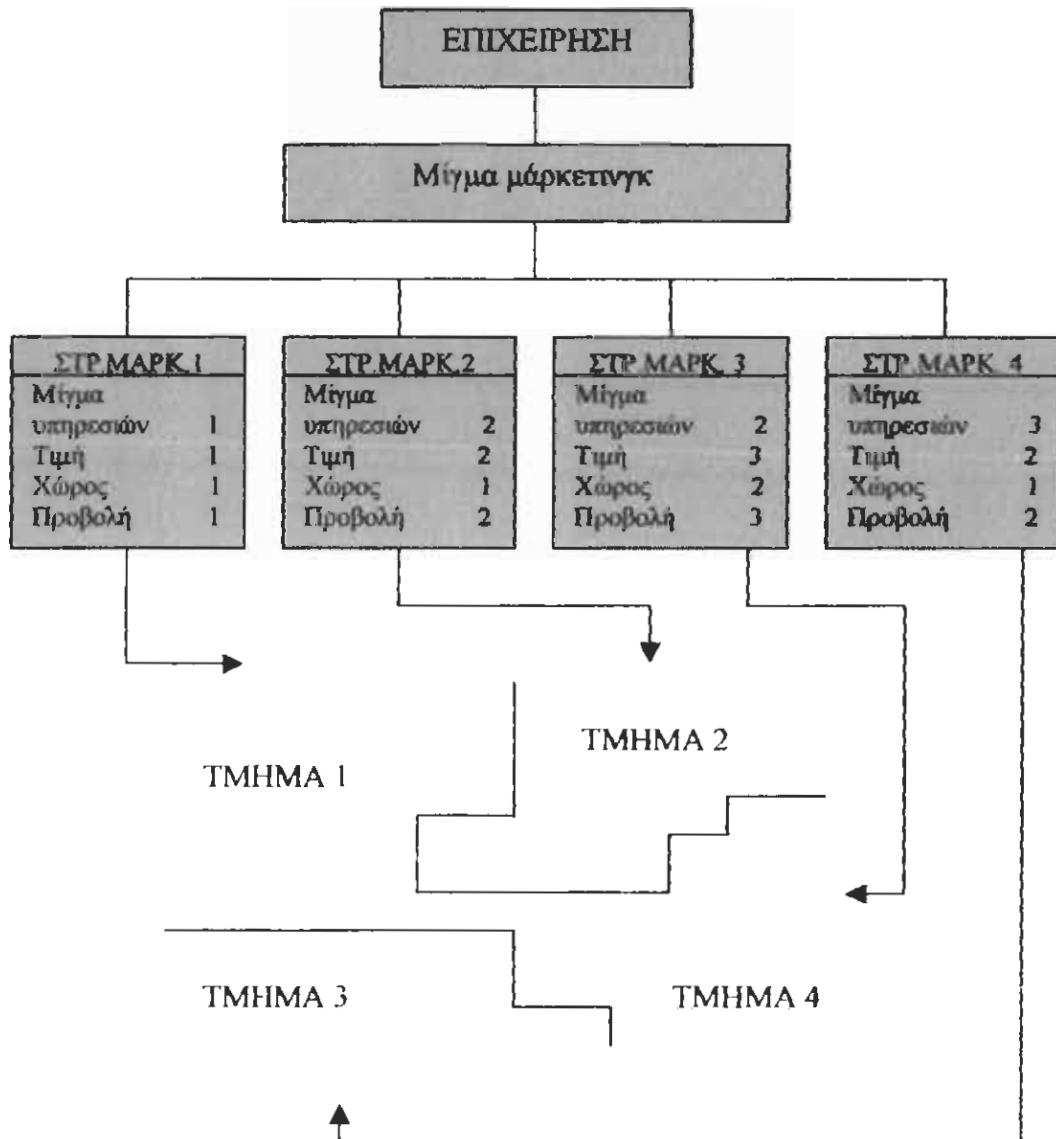 ΕΠΙΧΕΙΡΗΣΗ
Μίγμα μάρκετινγκ
ΣΤΡ.ΜΑΡΚ.1
Μίγμα
υπηρεσιών 1
Τιμή 1
Χώρος 1
Προβολή 1
ΣΤΡ.ΜΑΡΚ.2
Μίγμα
υπηρεσιών 2
Τιμή 2
Χώρος 1
Προβολή 2
ΣΤΡ.ΜΑΡΚ. 3
Μίγμα
υπηρεσιών 2
Τιμή 3
Χώρος 2
Προβολή 3
ΣΤΡ.ΜΑΡΚ. 4
Μίγμα
υπηρεσιών 3
Τιμή 2
Χώρος 1
Προβολή 2
ΤΜΗΜΑ 1
ΤΜΗΜΑ 2
ΤΜΗΜΑ 3
ΤΜΗΜΑ 4